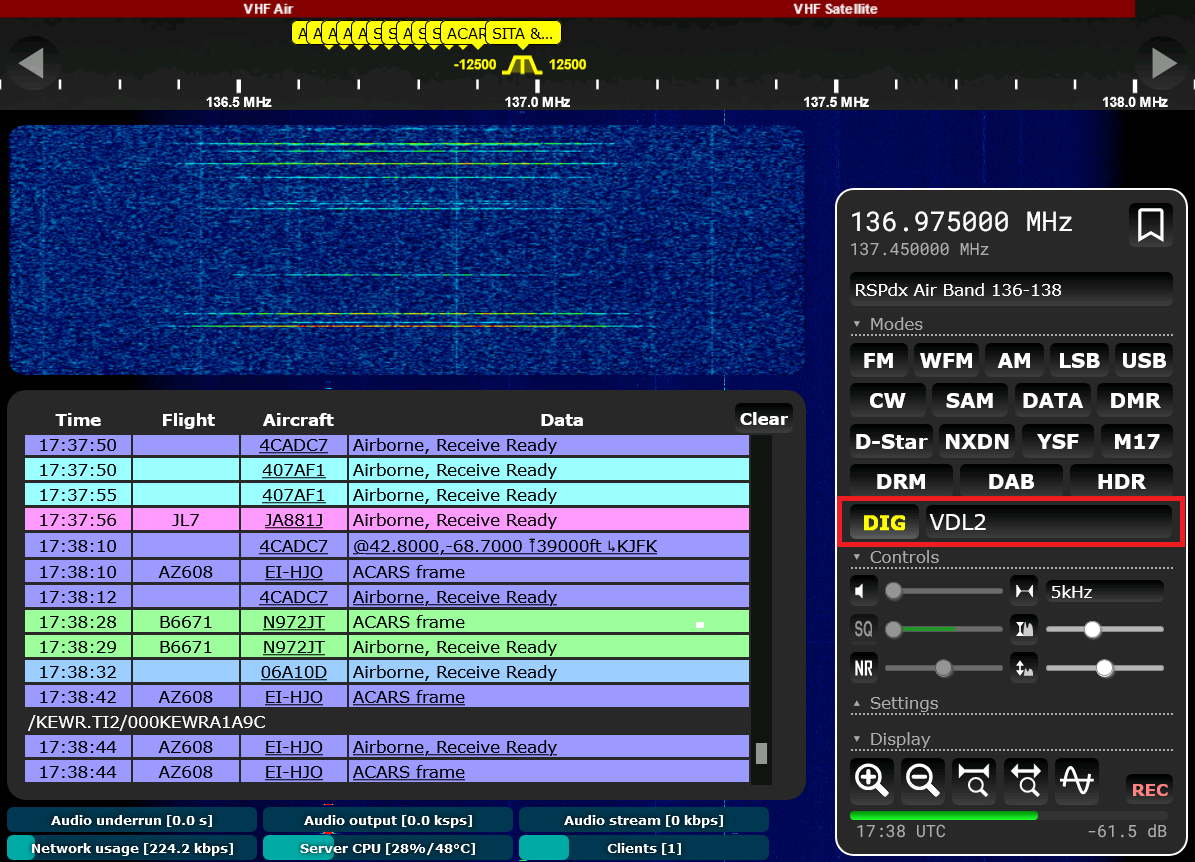 VHF Air VHF Satellite
A A A A A S S A S S ACAR SITA &...
-12500 12500
136.5 MHz 137.0 MHz 137.5 MHz 138.0 MHz
136.975000 MHz
137.450000 MHz
RSPdx Air Band 136-138
Modes
FM WFM AM LSB USB
CW SAM DATA DMR
D-Star NXDN YSF M17
DRM DAB HDR
DIG VDL2
Controls
5kHz
SQ
NR
Settings
Display
REC
17:38 UTC -61.5 dB
Time Flight Aircraft Data Clear
17:37:50 4CADC7 Airborne, Receive Ready
17:37:50 407AF1 Airborne, Receive Ready
17:37:55 407AF1 Airborne, Receive Ready
17:37:56 JL7 JA881J Airborne, Receive Ready
17:38:10 4CADC7 @42.8000,-68.7000 ⤒39000ft ↳KJFK
17:38:10 AZ608 EI-HJO ACARS frame
17:38:12 4CADC7 Airborne, Receive Ready
17:38:28 B6671 N972JT ACARS frame
17:38:29 B6671 N972JT Airborne, Receive Ready
17:38:32 06A10D Airborne, Receive Ready
17:38:42 AZ608 EI-HJO ACARS frame
/KEWR.TI2/000KEWRA1A9C
17:38:44 AZ608 EI-HJO Airborne, Receive Ready
17:38:44 AZ608 EI-HJO ACARS frame
Audio underrun [0.0 s] Audio output [0.0 ksps] Audio stream [0 kbps]
Network usage [224.2 kbps] Server CPU [28%/48°C] Clients [1]